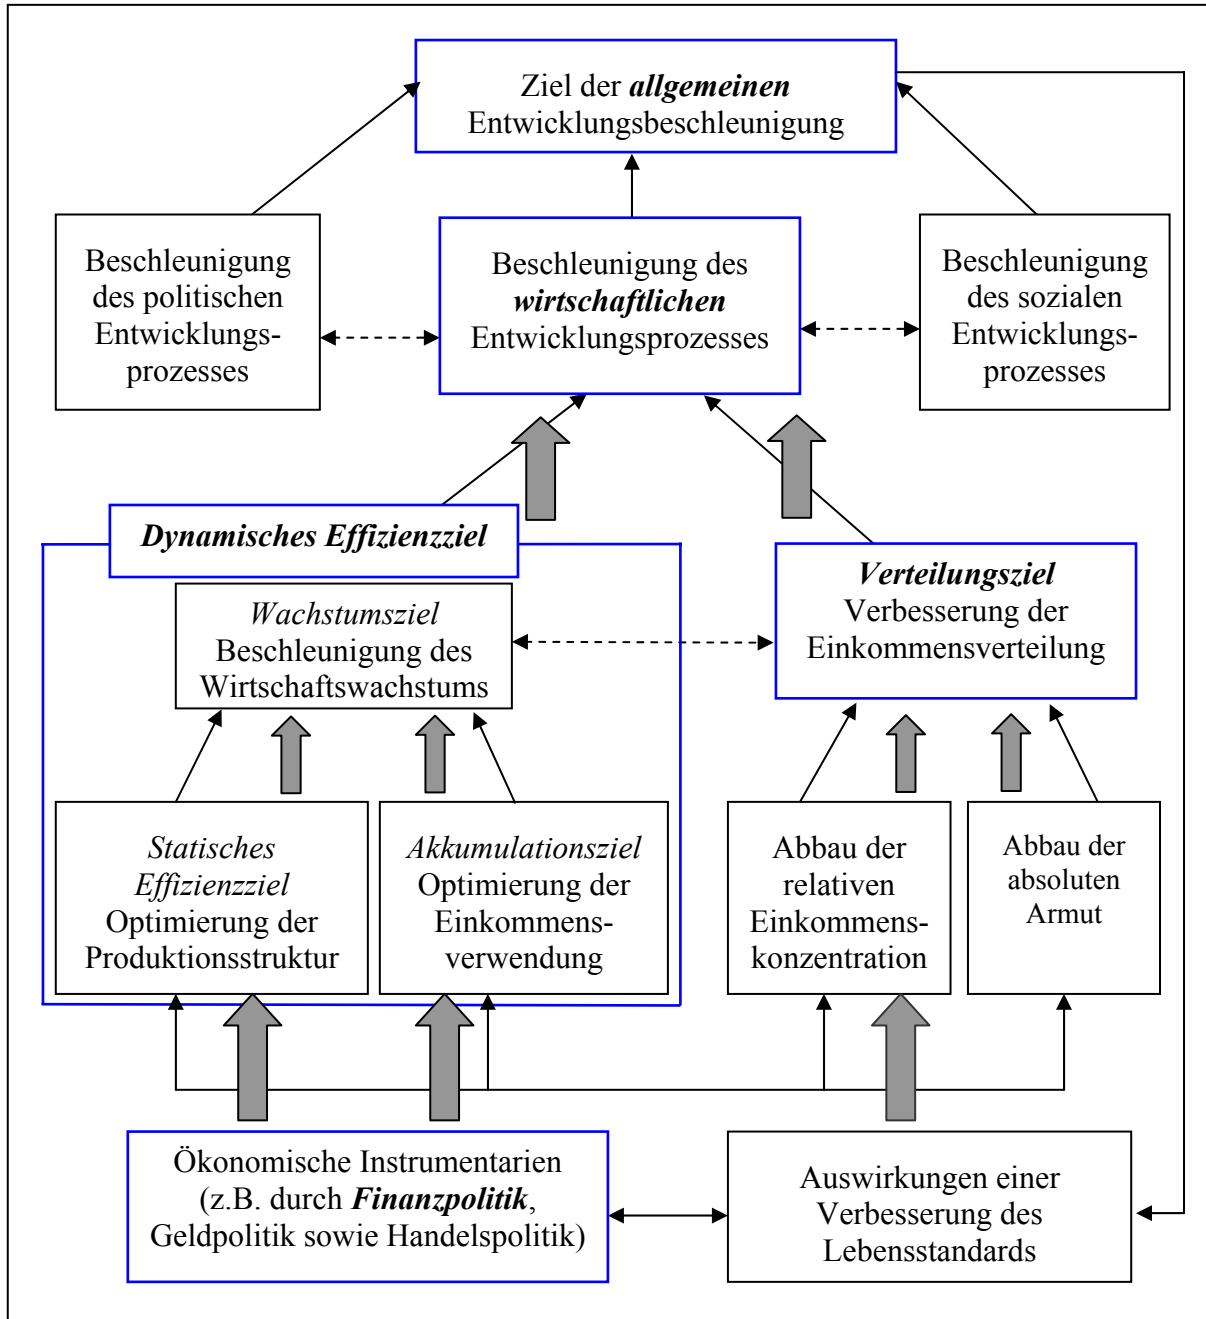 Ziel der allgemeinen
Entwicklungsbeschleunigung
Beschleunigung
des politischen
Entwicklungs-
prozesses
Beschleunigung des
wirtschaftlichen
Entwicklungsprozesses
Beschleunigung
des sozialen
Entwicklungs-
prozesses
Dynamisches Effizienzziel
Wachstumsziel
Beschleunigung des
Wirtschaftswachstums
Verteilungsziel
Verbesserung der
Einkommensverteilung
Statisches
Effizienzziel
Optimierung der
Produktionsstruktur
Akkumulationsziel
Optimierung der
Einkommens-
verwendung
Abbau der
relativen
Einkommens-
konzentration
Abbau der
absoluten
Armut
Ökonomische Instrumentarien
(z.B. durch Finanzpolitik,
Geldpolitik sowie Handelspolitik)
Auswirkungen einer
Verbesserung des
Lebensstandards